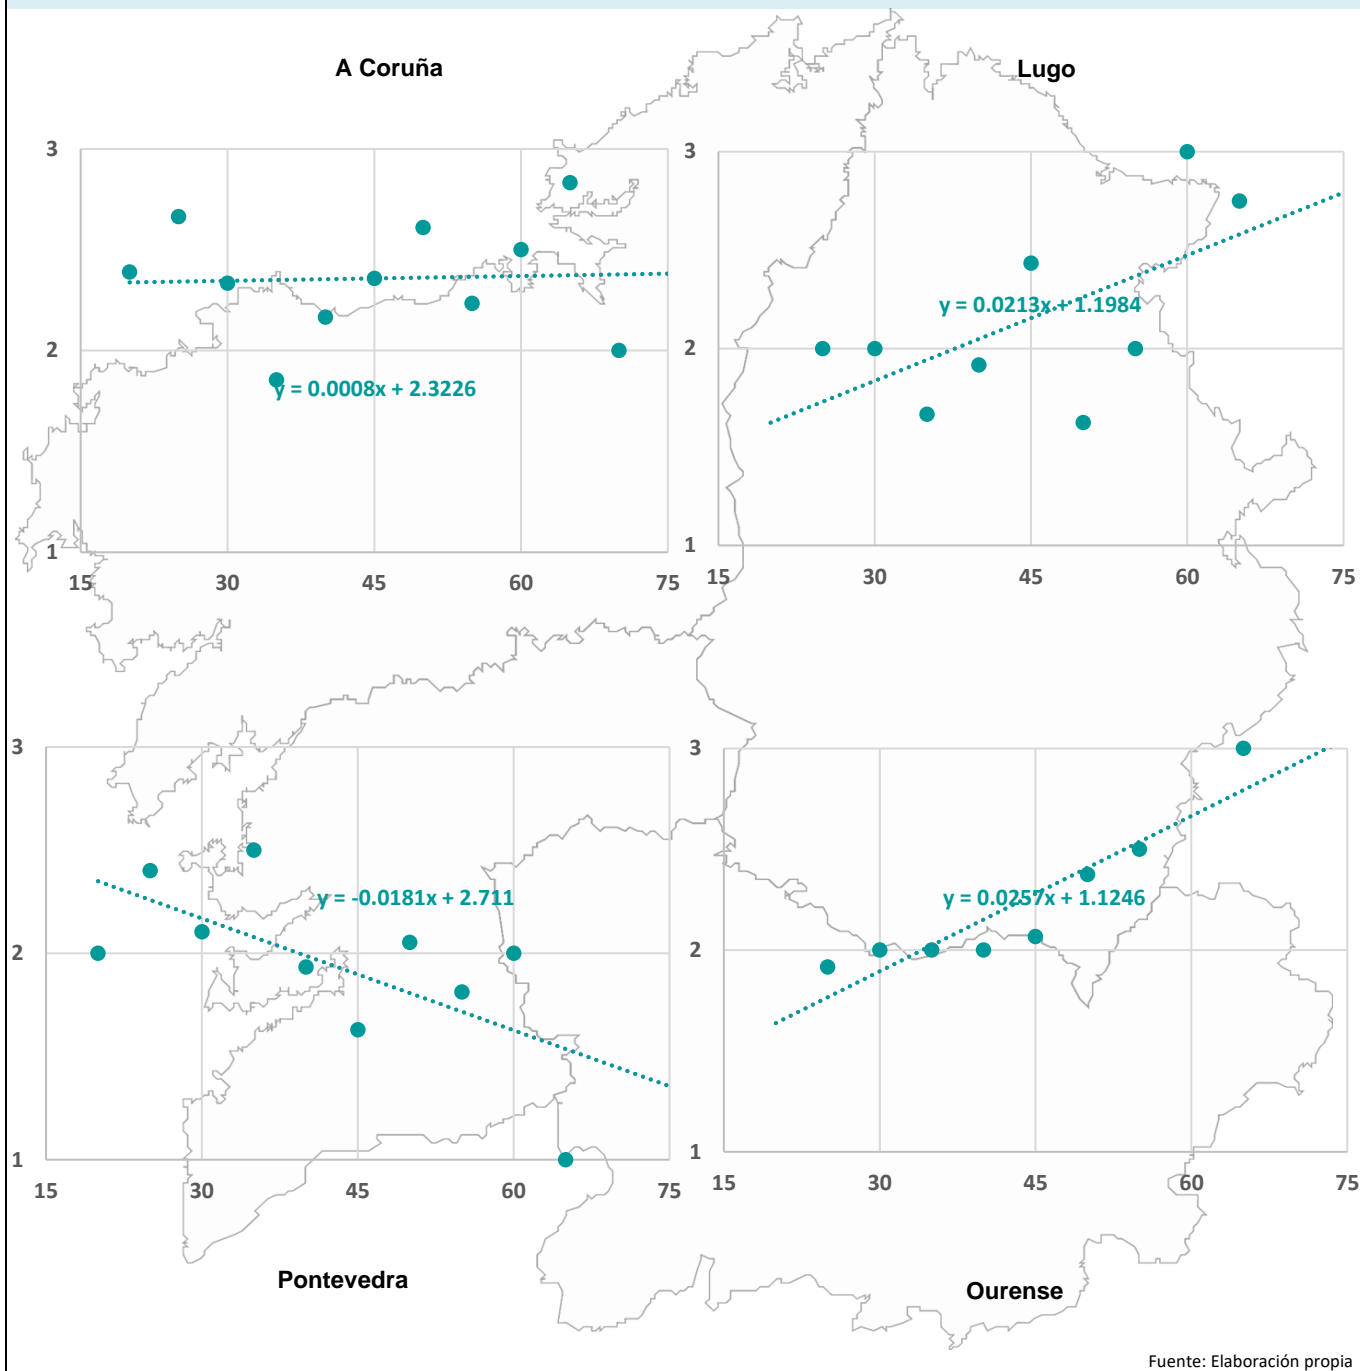 A Coruña
Lugo
3
2
1
15 30 45 60 75
y = 0.0008x + 2.3226
3
2
1
15 30 45 60 75
y = 0.0213x + 1.1984
3
2
1
15 30 45 60 75
y = -0.0181x + 2.711
3
2
1
15 30 45 60 75
y = 0.0257x + 1.1246
Pontevedra
Ourense
Fuente: Elaboración propia